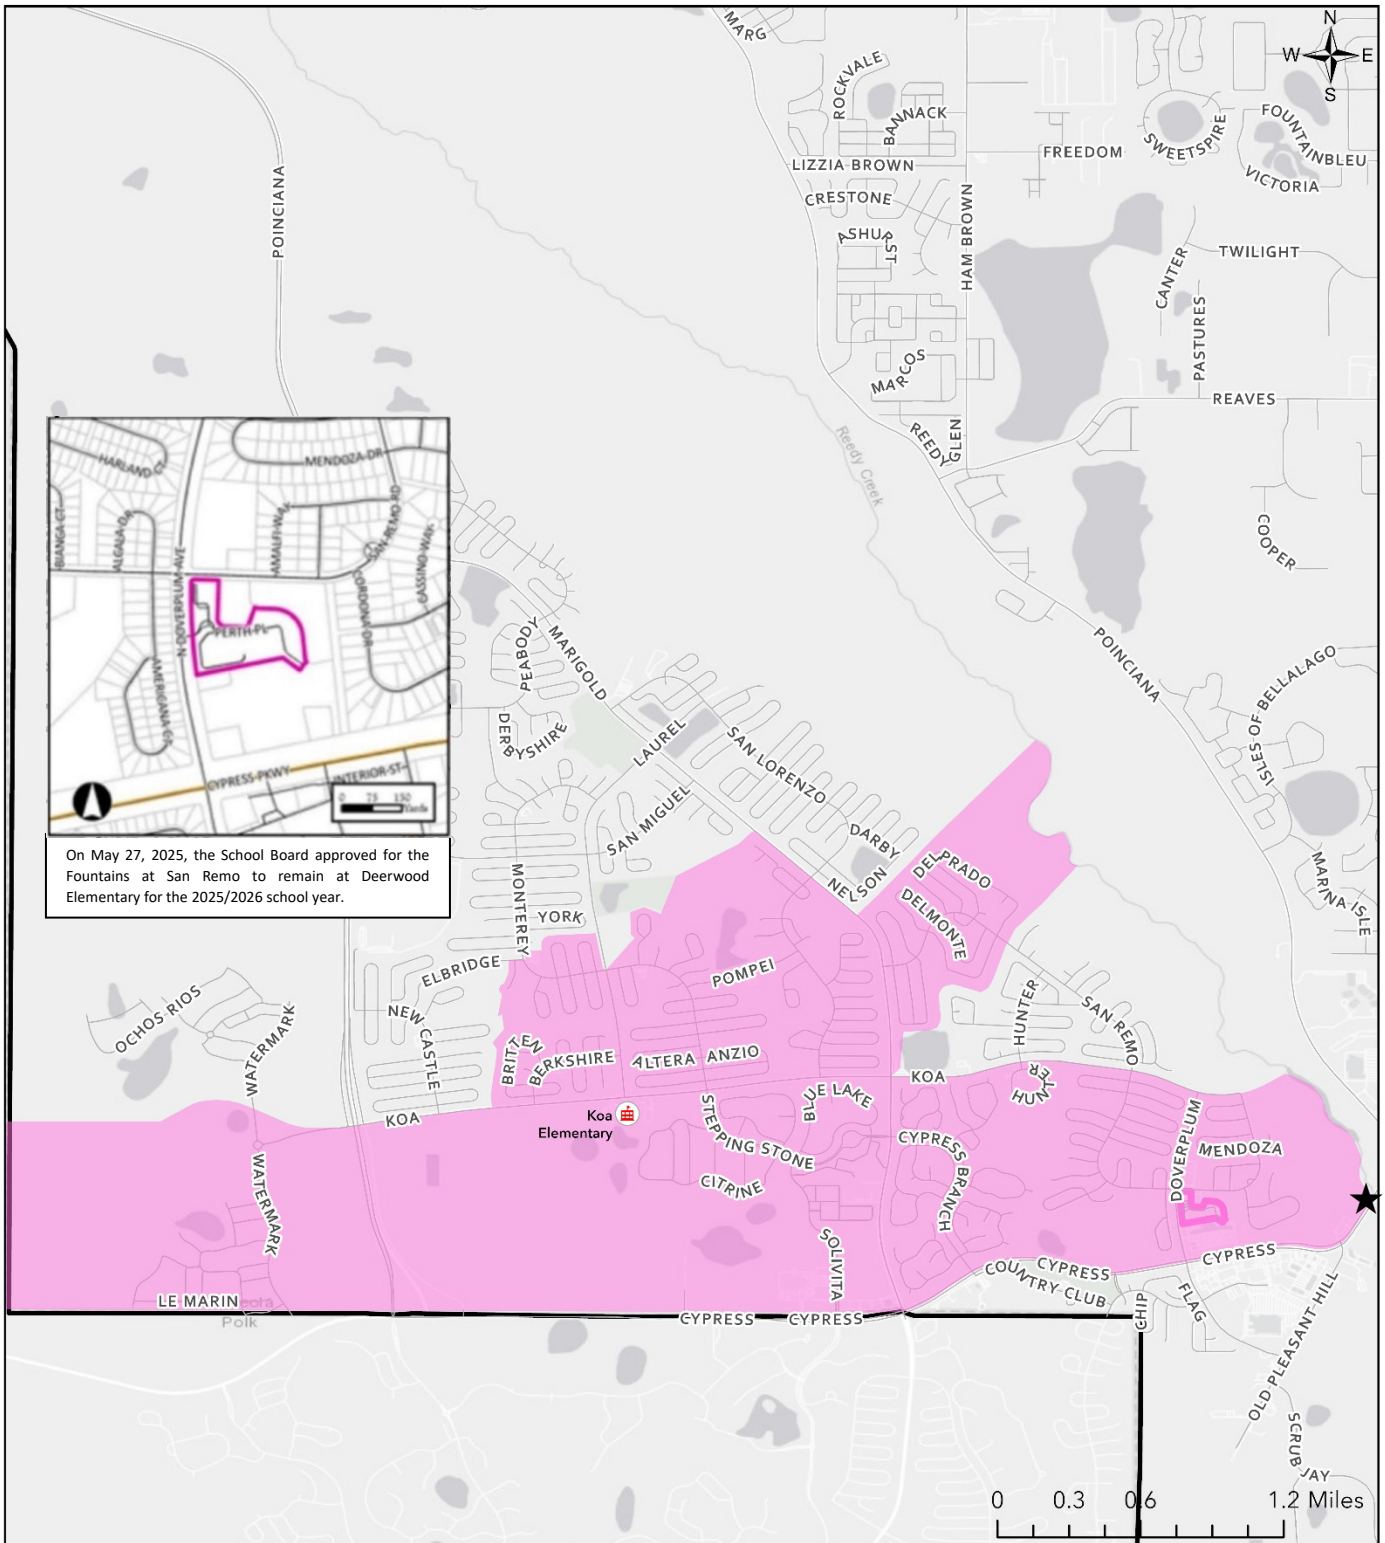 MARG
N
W E
S
ROCKVALE
BANNACK
FOUNTAINBLEU
SWEETSPIRE
FREEDOM
LIZZIA BROWN
VICTORIA
CRESTONE
POINCIANA
HAM BROWN
ASHURST
TWILIGHT
CANTER
PASTURES
MARCOS
REAVES
REEDY
GLEN
Reedy Creek
COOPER
HARLAND CT
MENDOZA DR
BIANCA CT
ALGALA DR
AMALFI WAY
SAN REMO RD
CASSINO WAY
N DOVERPLUM AVE
CORDONA DR
PERTH PL
AMERICANA CT
CYPRESS PKWY
INTERIOR ST
0 75 150
Yards
On May 27, 2025, the School Board approved for the
Fountains at San Remo to remain at Deerwood
Elementary for the 2025/2026 school year.
PEABODY
MARIGOLD
POINCIANA
ISLES OF BELLALAGO
DERBYSHIRE
LAUREL
SAN LORENZO
SAN MIGUEL
DARBY
DEL PRADO
NELSON
MARINA ISLE
MONTEREY
YORK
DELMONTE
ELBRIDGE
POMPEI
OCHOS RIOS
NEW CASTLE
HUNTER
SAN REMO
WATERMARK
BRITTEN
BERKSHIRE
ALTERA
ANZIO
KOA
HUNTER
BLUE LAKE
KOA
Koa
Elementary
STEPPING STONE
DOVERPLUM
CYPRESS BRANCH
MENDOZA
WATERMARK
CITRINE
SOLIVITA
CYPRESS
CYPRESS
COUNTRY CLUB
LE MARIN
Osceola
Polk
CYPRESS
CYPRESS
CHIP
FLAG
OLD PLEASANT HILL
SCRUB JAY
0 0.3 0.6 1.2 Miles